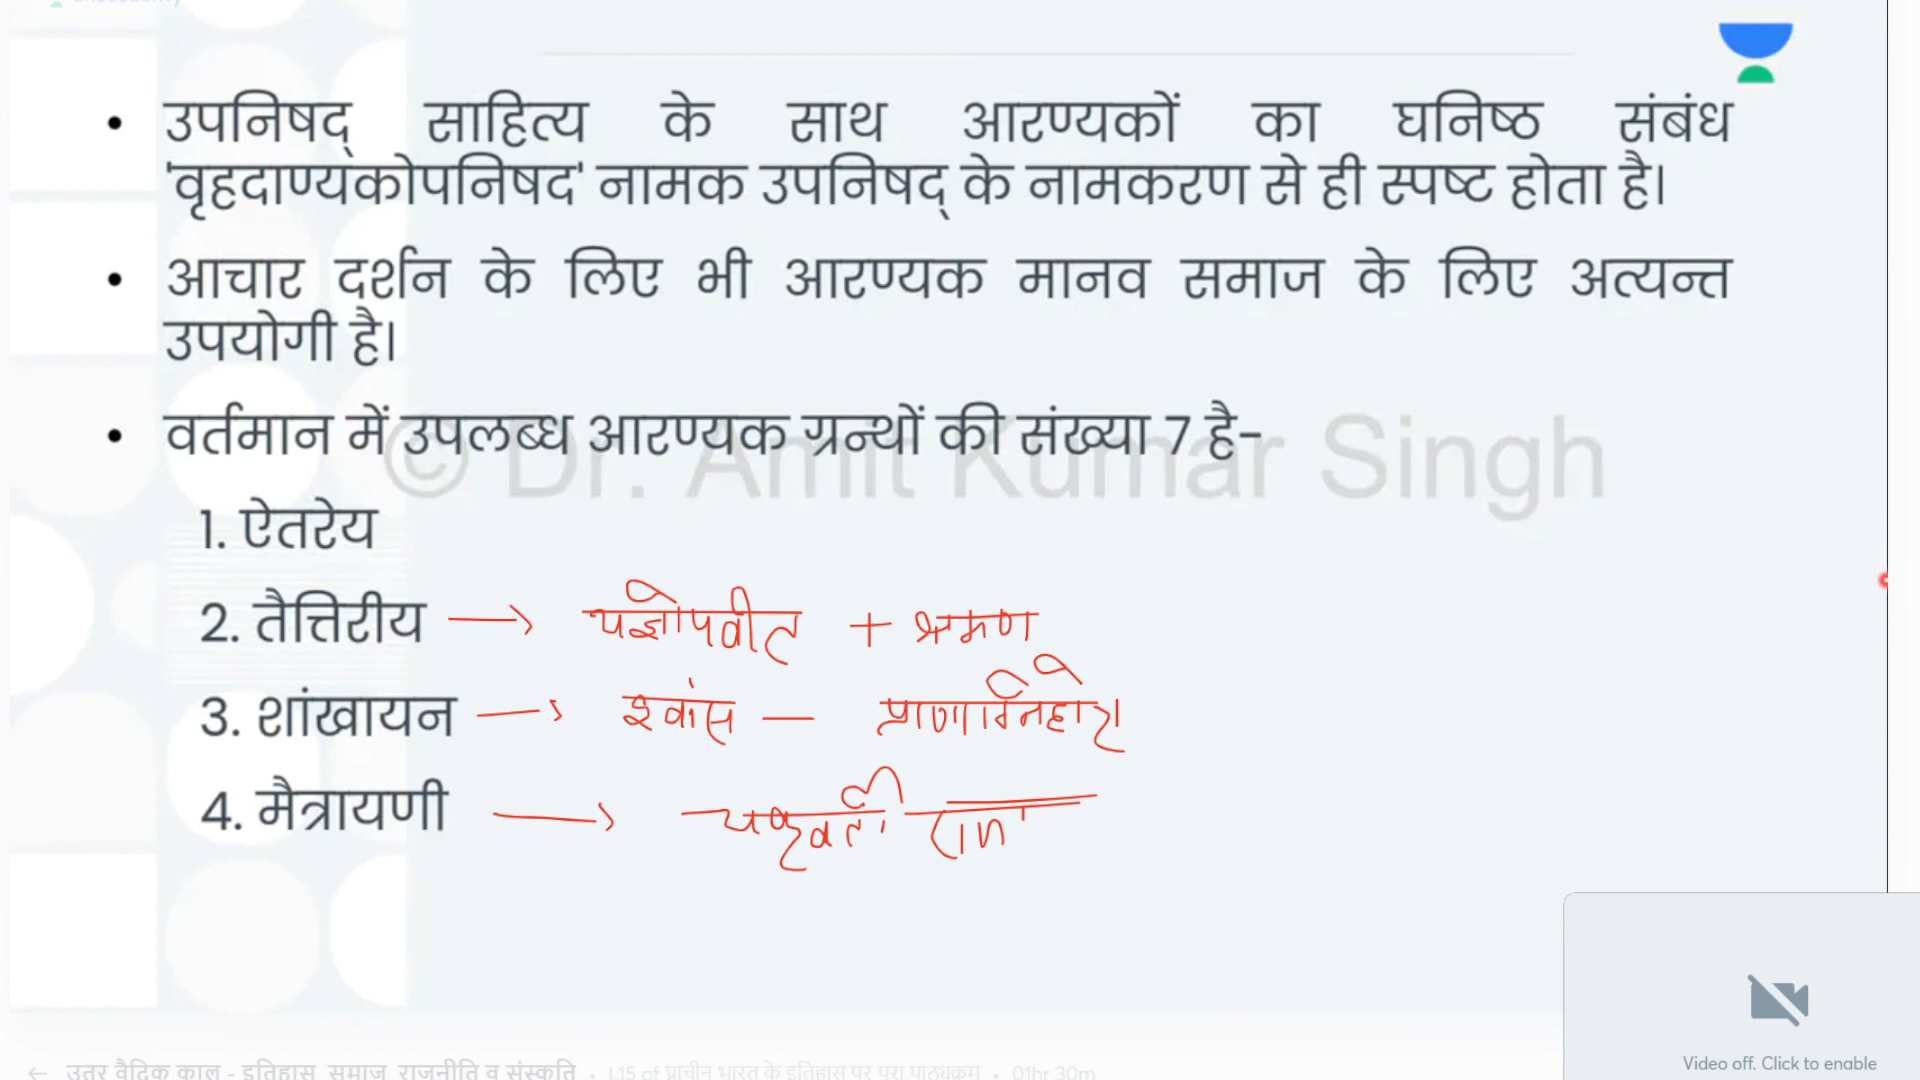 • उपनिषद् साहित्य के साथ आरण्यकों का घनिष्ठ संबंध
'वृहदाण्यकोपनिषद' नामक उपनिषद् के नामकरण से ही स्पष्ट होता है।
• आचार दर्शन के लिए भी आरण्यक मानव समाज के लिए अत्यन्त
उपयोगी है।
• वर्तमान में उपलब्ध आरण्यक ग्रन्थों की संख्या 7 है-
© Dr. Amit Kumar Singh
1. ऐतरेय
2. तैत्तिरीय → यज्ञोपवीत + श्रमण
3. शांखायन → श्वांस – प्राणाग्निहोत्र
4. मैत्रायणी → चक्रवर्ती राजा
Video off. Click to enable
← उतर वैदिक काल - इतिहास, समाज, राजनीति व संस्कृति • L15 of प्राचीन भारत के इतिहास पर पूरा पाठ्यक्रम • 01hr 30m